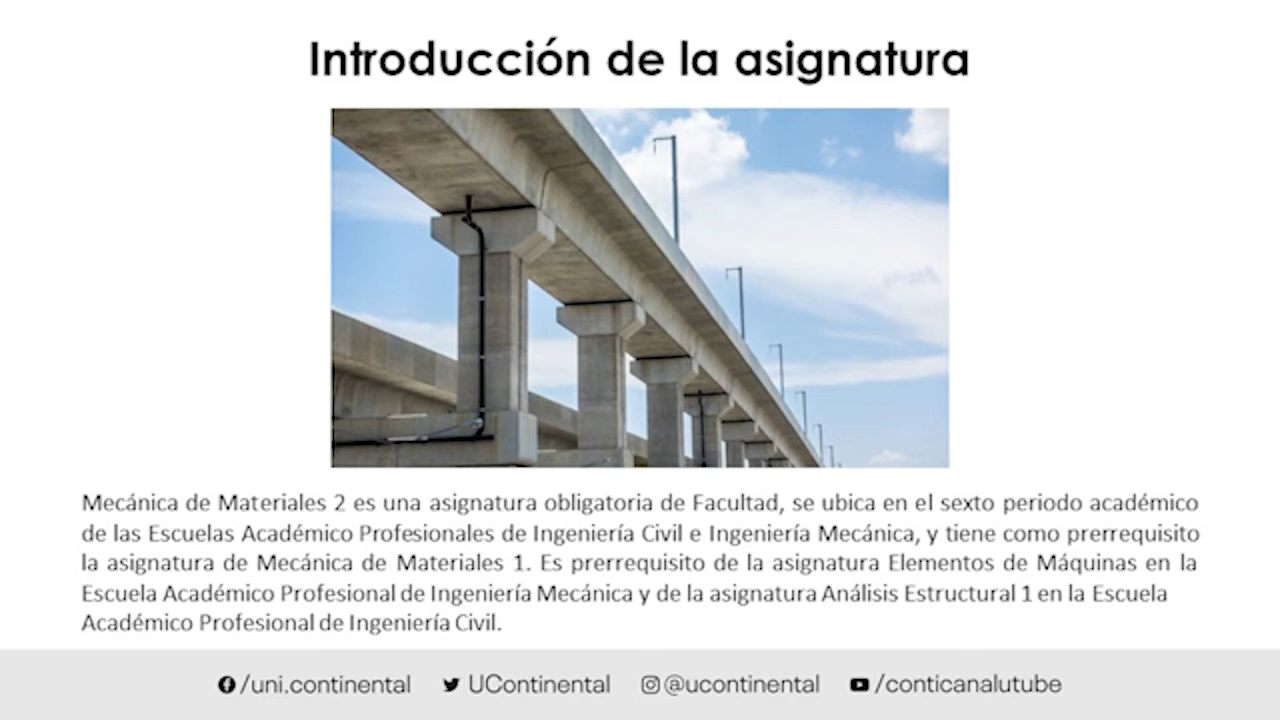 Introducción de la asignatura
Mecánica de Materiales 2 es una asignatura obligatoria de Facultad, se ubica en el sexto periodo académico
de las Escuelas Académico Profesionales de Ingeniería Civil e Ingeniería Mecánica, y tiene como prerrequisito
la asignatura de Mecánica de Materiales 1. Es prerrequisito de la asignatura Elementos de Máquinas en la
Escuela Académico Profesional de Ingeniería Mecánica y de la asignatura Análisis Estructural 1 en la Escuela
Académico Profesional de Ingeniería Civil.
/uni.continental UContinental @ucontinental /conticanalutube